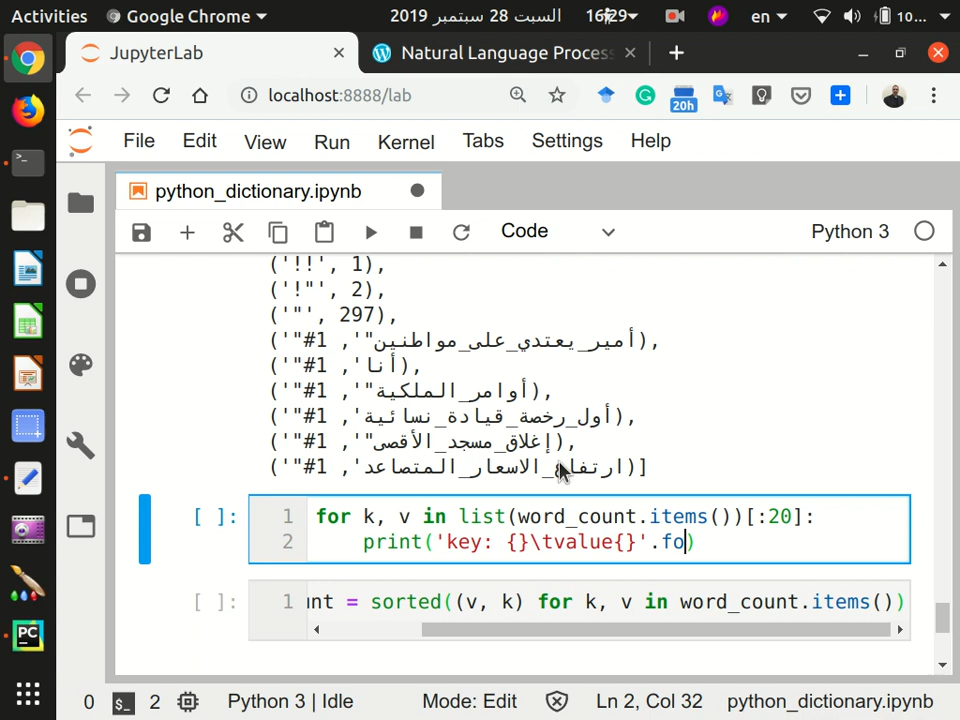 Activities Google Chrome السبت 28 سبتمبر 2019 16:29 en 10...
JupyterLab Natural Language Process
localhost:8888/lab 20h
File Edit View Run Kernel Tabs Settings Help
python_dictionary.ipynb
Code Python 3
('!!', 1),
('!"', 2),
('"', 297),
('"#أمير_يعتدي_على_مواطنين"', 1),
('"#أنا', 1),
('"#أوامر_الملكية"', 1),
('"#أول_رخصة_قيادة_نسائية', 1),
('"#إغلاق_مسجد_الأقصى"', 1),
('"#ارتفاع_الاسعار_المتصاعد', 1)]
[ ]: 1 for k, v in list(word_count.items())[:20]:
2 print('key: {}\tvalue{}'.fo)
[ ]: 1 unt = sorted((v, k) for k, v in word_count.items())
0 2 Python 3 | Idle Mode: Edit Ln 2, Col 32 python_dictionary.ipynb